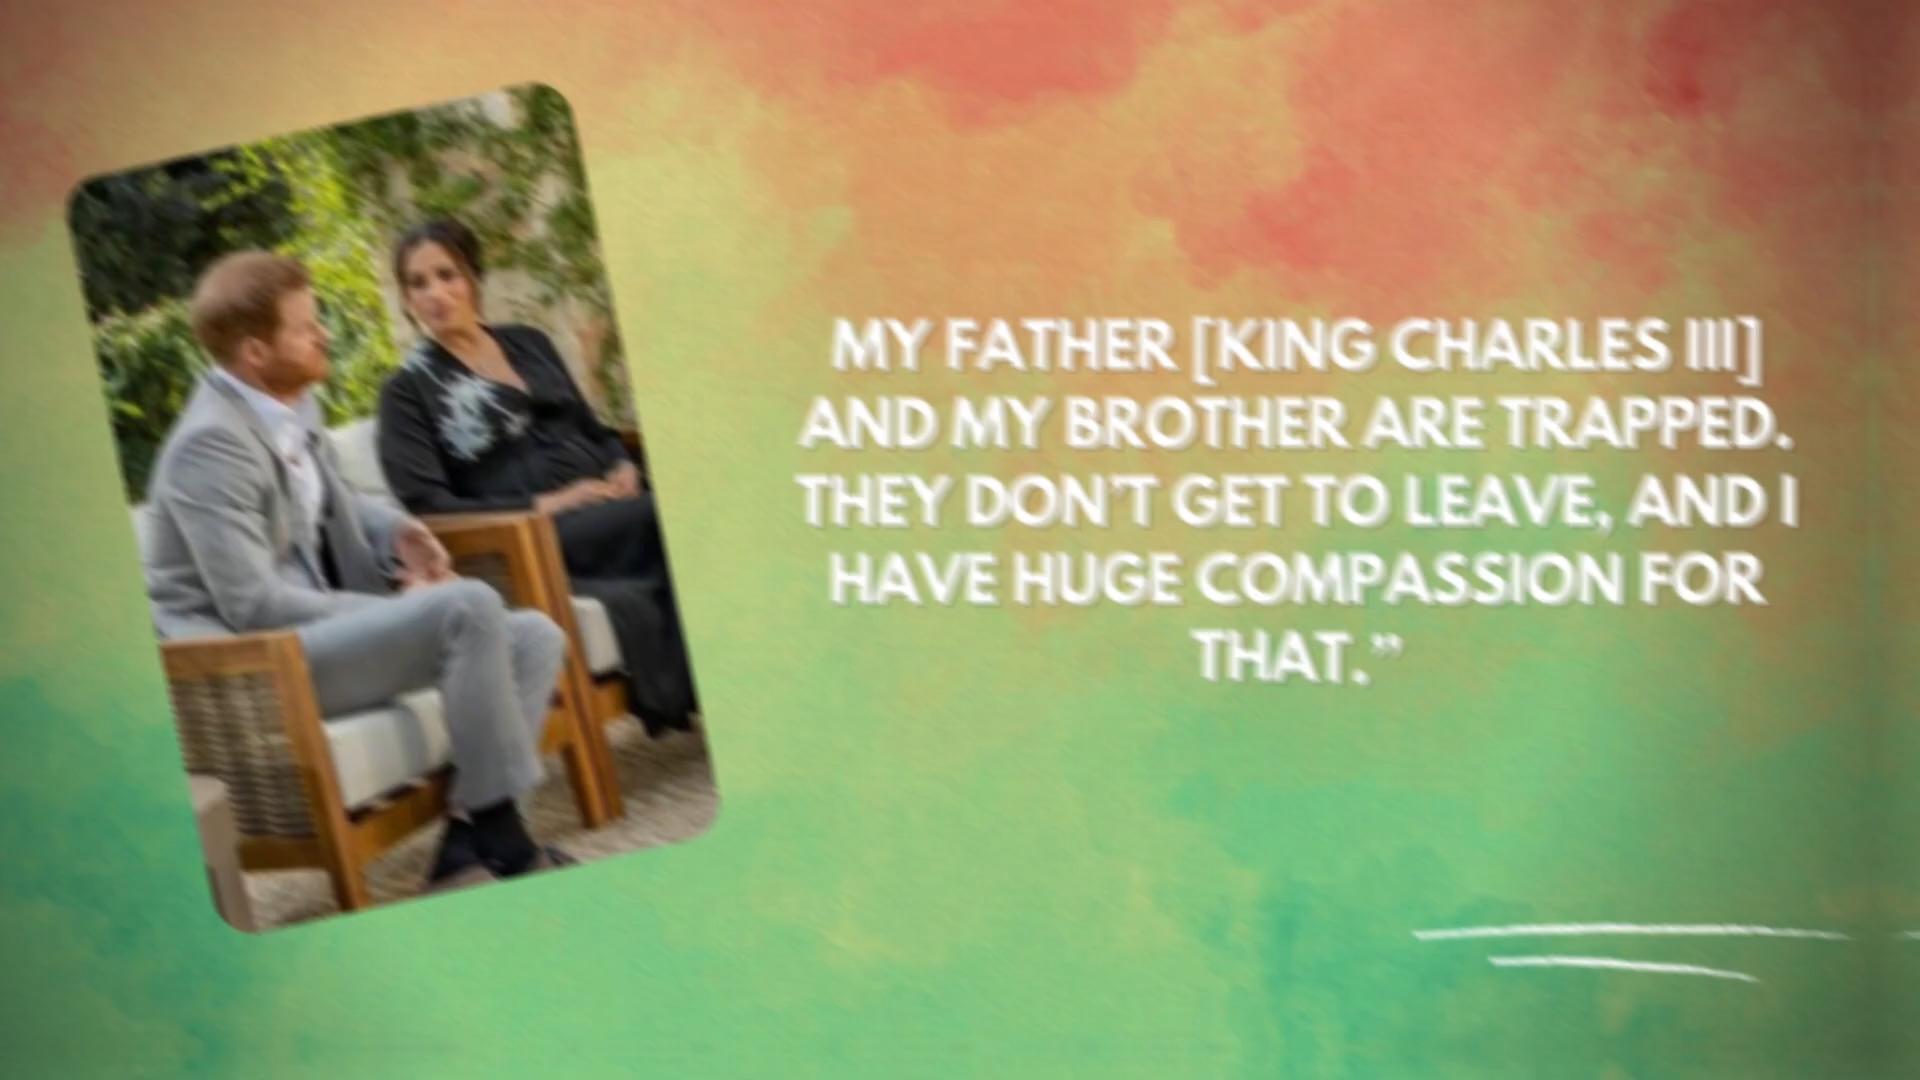 MY FATHER [KING CHARLES III]
AND MY BROTHER ARE TRAPPED.
THEY DON'T GET TO LEAVE, AND I
HAVE HUGE COMPASSION FOR
THAT.”